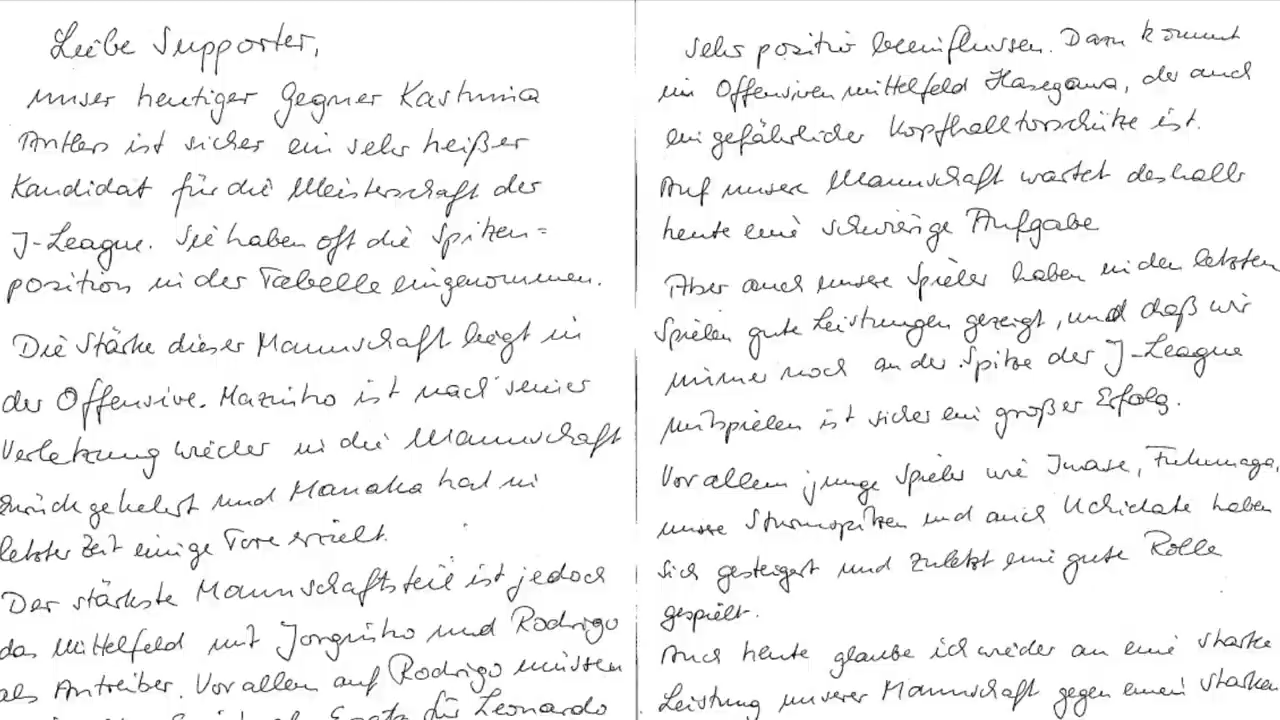 Liebe Supporter,
unser heutiger Gegner Kashima
Antlers ist sicher ein sehr heißer
Kandidat für die Meisterschaft der
J-League. Sie haben oft die Spitzen=
position in der Tabelle eingenommen.
Die Stärke dieser Mannschaft liegt in
der Offensive. Mazinho ist nach seiner
Verletzung wieder in die Mannschaft
zurückgekehrt und Manaka hat in
letzter Zeit einige Tore erzielt.
Der stärkste Mannschaftsteil ist jedoch
das Mittelfeld mit Jorginho und Rodrigo
als Antreiber. Vor allem auf Rodrigo müssen
Ersatz für Leonardo
sehr positiv beeinflussen. Dazu kommt
im Offensiven mittelfeld Hasegawa, der auch
ein gefährlicher Kopfballtorschütze ist.
Auf unsere Mannschaft wartet deshalb
heute eine schwierige Aufgabe
Aber auch unsere Spieler haben in den letzten
Spielen gute Leistungen gezeigt, und daß wir
immer noch an der Spitze der J-League
mitspielen ist sicher ein großer Erfolg.
Vor allem junge Spieler wie Iwase, Fukunaga,
unsere Sturmspitzen und auch Uchidate haben
sich gesteigert und zuletzt eine gute Rolle
gespielt.
Auch heute glaube ich wieder an eine starke
Leistung unserer Mannschaft gegen einen starken